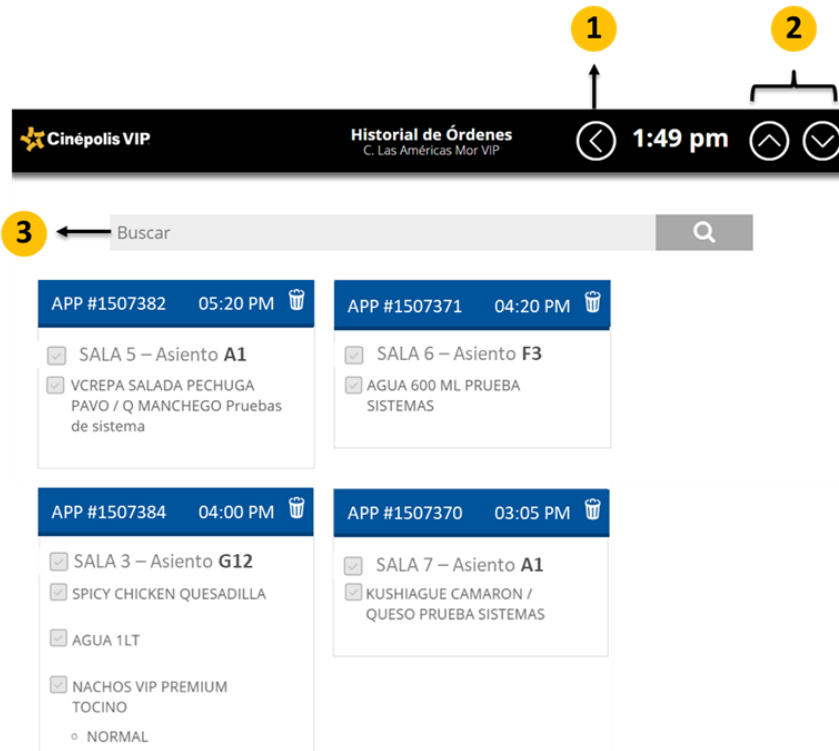 1
2
Cinépolis VIP
Historial de Órdenes
C. Las Américas Mor VIP
1:49 pm
3
Buscar
APP #1507382 05:20 PM
SALA 5 – Asiento A1
VCREPA SALADA PECHUGA
PAVO / Q MANCHEGO Pruebas
de sistema
APP #1507371 04:20 PM
SALA 6 – Asiento F3
AGUA 600 ML PRUEBA
SISTEMAS
APP #1507384 04:00 PM
SALA 3 – Asiento G12
SPICY CHICKEN QUESADILLA
AGUA 1LT
NACHOS VIP PREMIUM
TOCINO
NORMAL
APP #1507370 03:05 PM
SALA 7 – Asiento A1
KUSHIAGUE CAMARON /
QUESO PRUEBA SISTEMAS